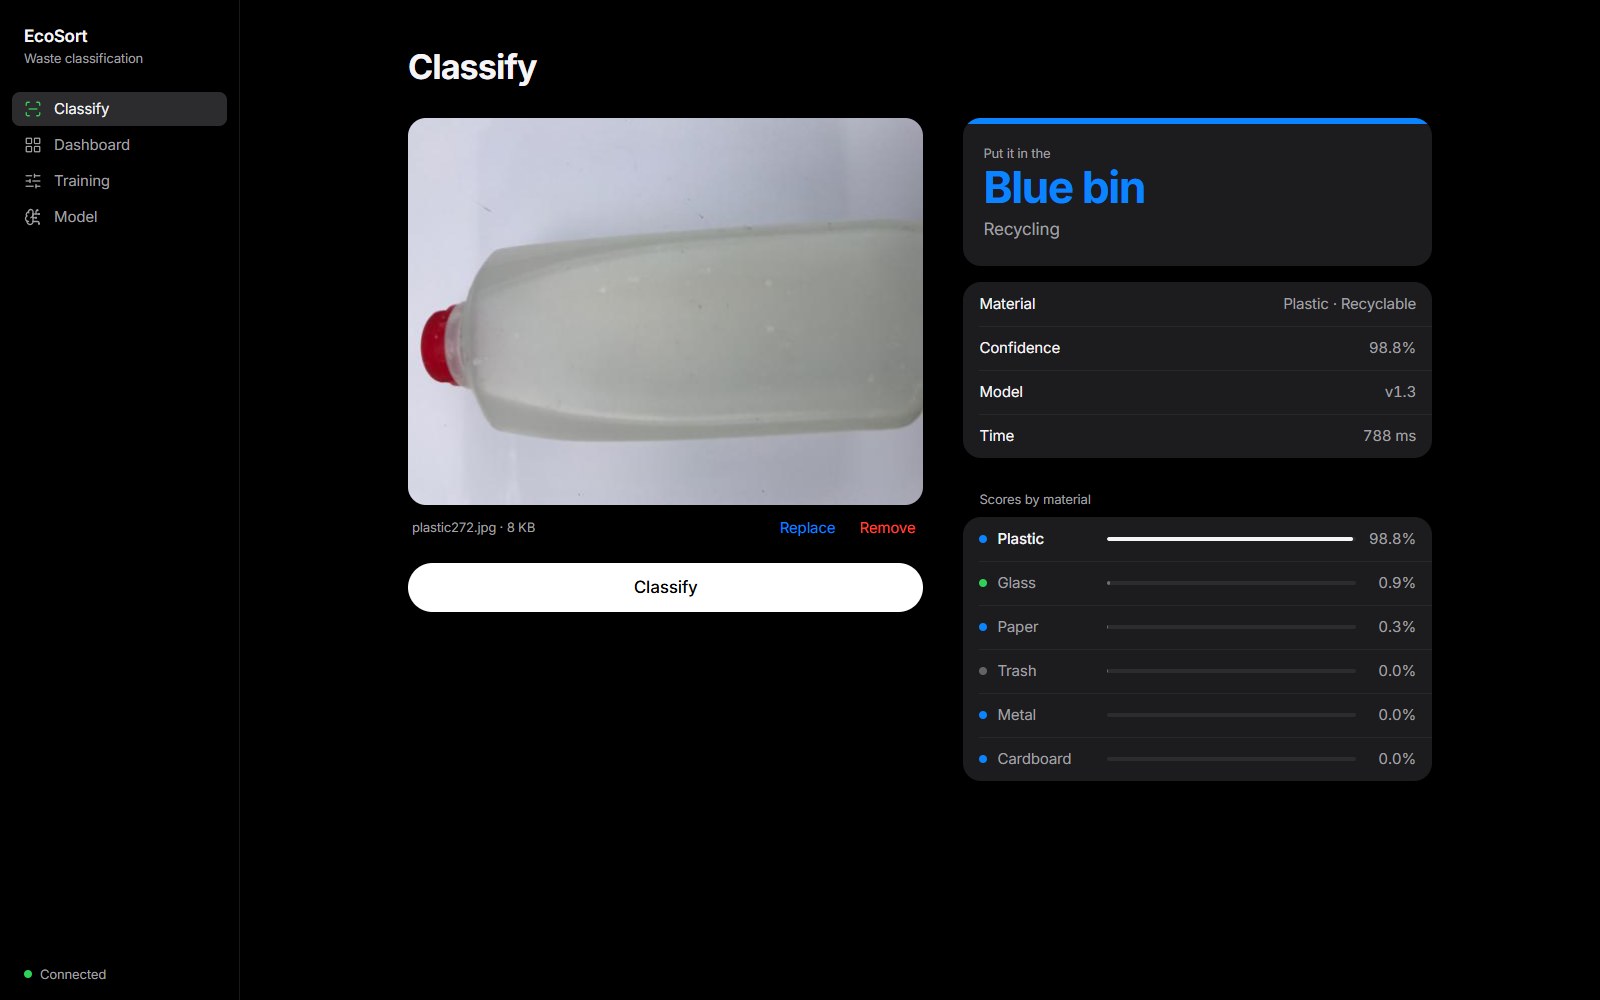 EcoSort
Waste classification
Classify
Dashboard
Training
Model
Connected
Classify
plastic272.jpg · 8 KB
Replace
Remove
Classify
Put it in the
Blue bin
Recycling
Material Plastic · Recyclable
Confidence 98.8%
Model v1.3
Time 788 ms
Scores by material
Plastic 98.8%
Glass 0.9%
Paper 0.3%
Trash 0.0%
Metal 0.0%
Cardboard 0.0%